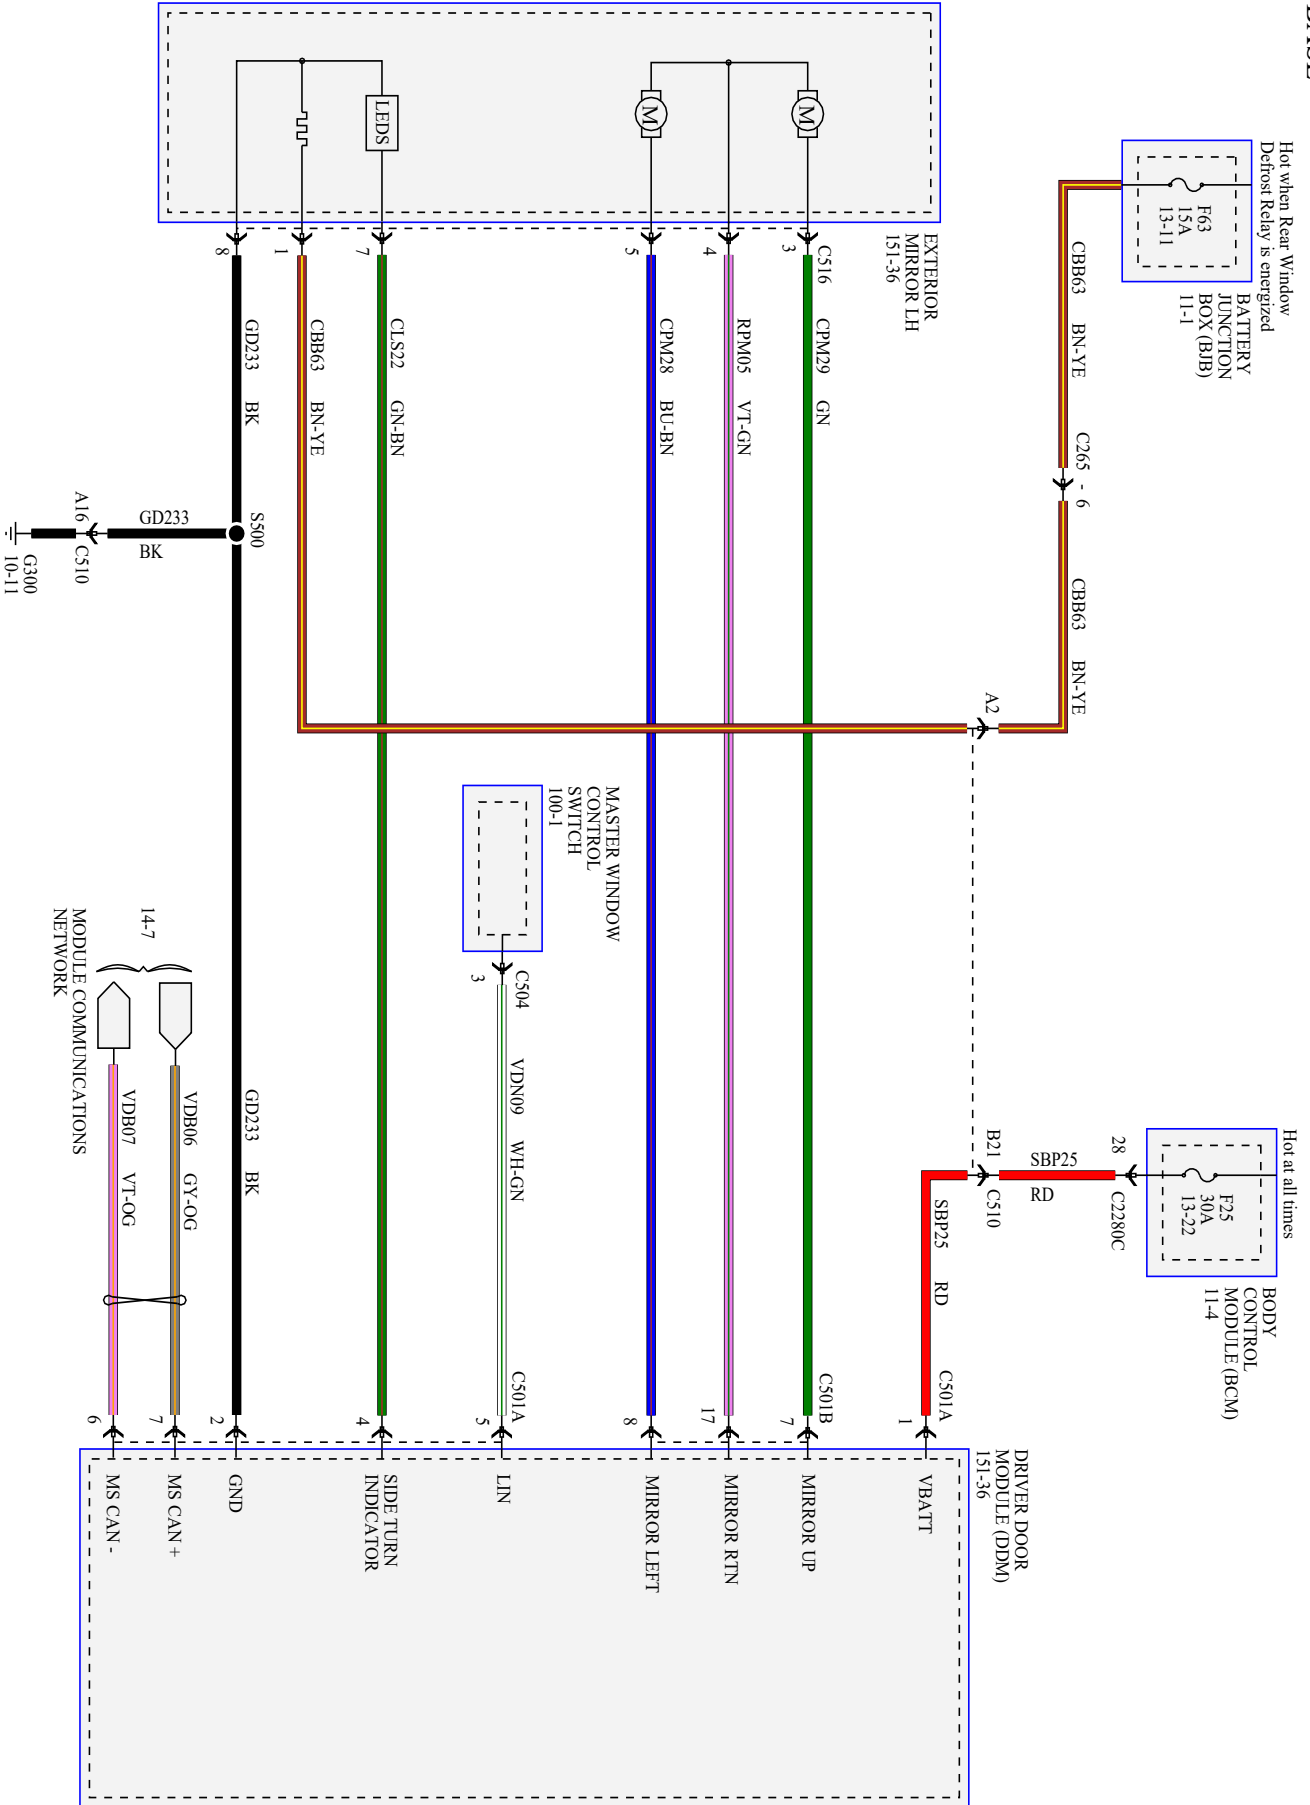 Hot when Rear Window
Defrost Relay is energized
F63
15A
13-11
BATTERY
JUNCTION
BOX (BJB)
11-1
CBB63 BN-YE
C265 - 6
CBB63 BN-YE
A2
Hot at all times
F25
30A
13-22
BODY
CONTROL
MODULE (BCM)
11-4
28 C2280C
SBP25
RD
B21 C510
SBP25 RD
C501A
1
DRIVER DOOR
MODULE (DDM)
151-36
VBATT
EXTERIOR
MIRROR LH
151-36
M
M
LEDS
C516
3 CPM29 GN C501B
7 MIRROR UP
4 RPM05 VT-GN 17 MIRROR RTN
5 CPM28 BU-BN 8 MIRROR LEFT
MASTER WINDOW
CONTROL
SWITCH
100-1
C504
3 VDN09 WH-GN C501A
5 LIN
7 CLS22 GN-BN 4 SIDE TURN
INDICATOR
1 CBB63 BN-YE
8 GD233 BK S500 GD233 BK 2 GND
GD233
BK
A16 C510
G300
10-11
14-7
MODULE COMMUNICATIONS
NETWORK
VDB06 GY-OG 7 MS CAN +
VDB07 VT-OG 6 MS CAN -